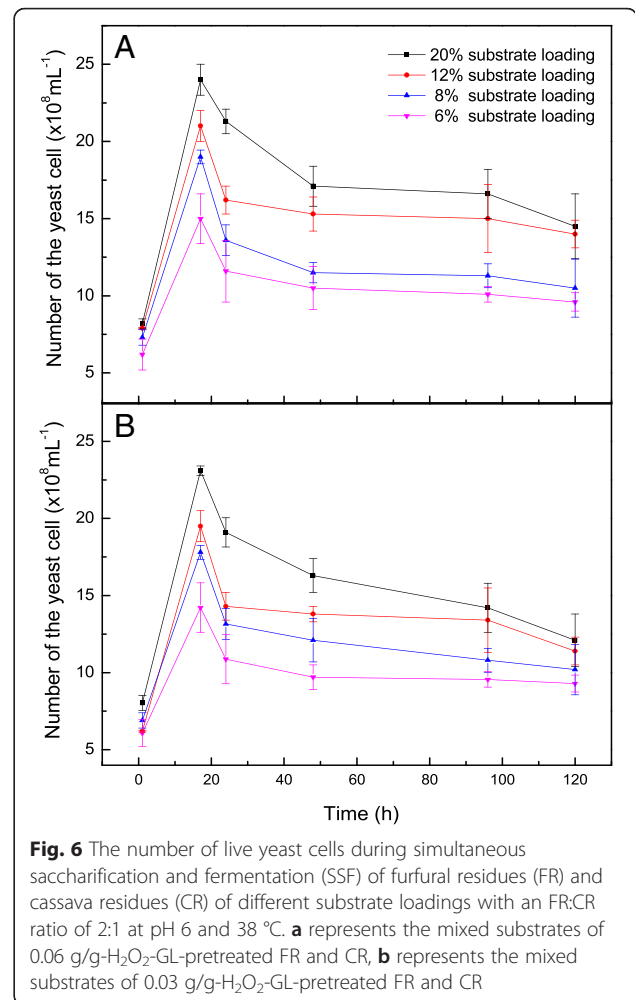 A
20% substrate loading
12% substrate loading
8% substrate loading
6% substrate loading
Number of the yeast cell (x10⁸mL⁻¹)
25
20
15
10
5
B
Number of the yeast cell (x10⁸mL⁻¹)
25
20
15
10
5
0 20 40 60 80 100 120
Time (h)
Fig. 6 The number of live yeast cells during simultaneous
saccharification and fermentation (SSF) of furfural residues (FR) and
cassava residues (CR) of different substrate loadings with an FR:CR
ratio of 2:1 at pH 6 and 38 °C. a represents the mixed substrates of
0.06 g/g-H₂O₂-GL-pretreated FR and CR, b represents the mixed
substrates of 0.03 g/g-H₂O₂-GL-pretreated FR and CR